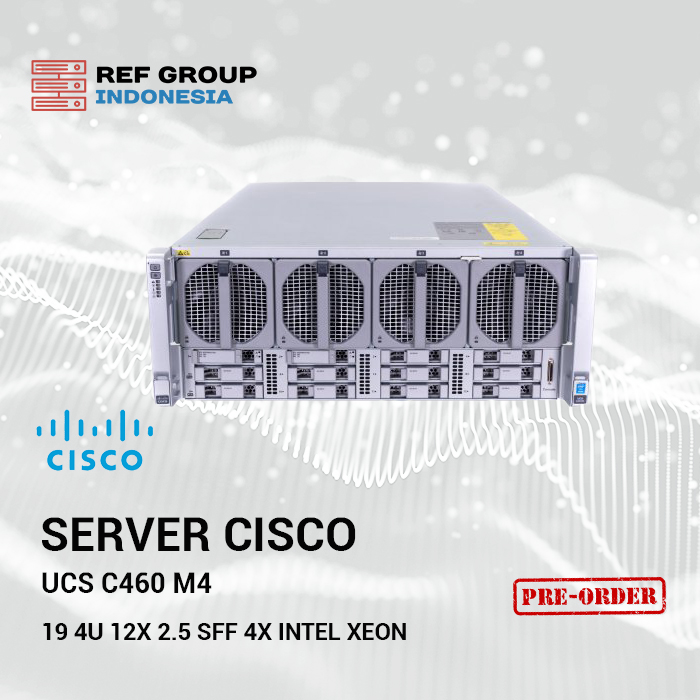 REF GROUP
INDONESIA
CISCO
SERVER CISCO
UCS C460 M4
19 4U 12X 2.5 SFF 4X INTEL XEON
PRE-ORDER